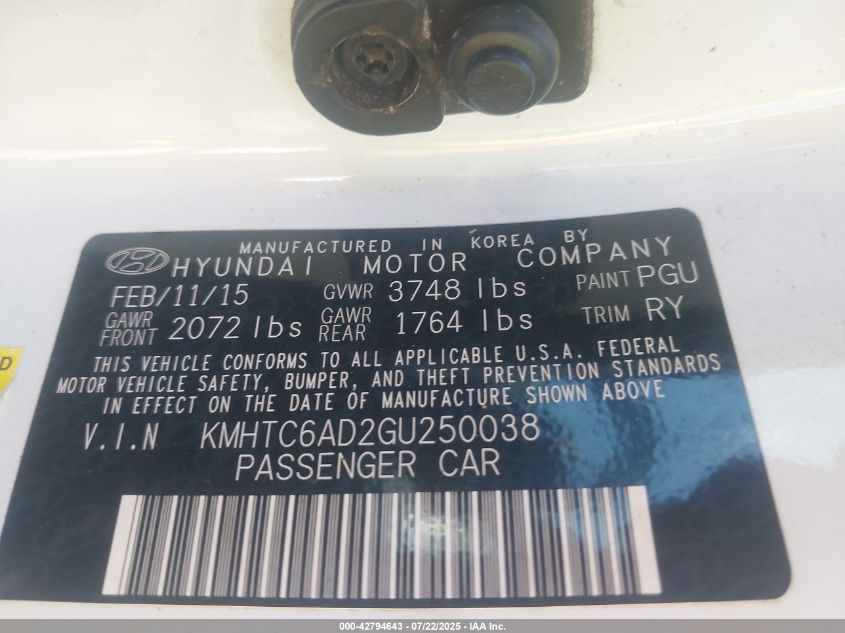 MANUFACTURED IN KOREA BY
HYUNDAI MOTOR COMPANY
FEB/11/15 GVWR 3748 lbs PAINT PGU
GAWR FRONT 2072 lbs GAWR REAR 1764 lbs TRIM RY
THIS VEHICLE CONFORMS TO ALL APPLICABLE U.S.A. FEDERAL
MOTOR VEHICLE SAFETY, BUMPER, AND THEFT PREVENTION STANDARDS
IN EFFECT ON THE DATE OF MANUFACTURE SHOWN ABOVE
V.I.N KMHTC6AD2GU250038
PASSENGER CAR
D
000-42794643 - 07/22/2025 - IAA Inc.